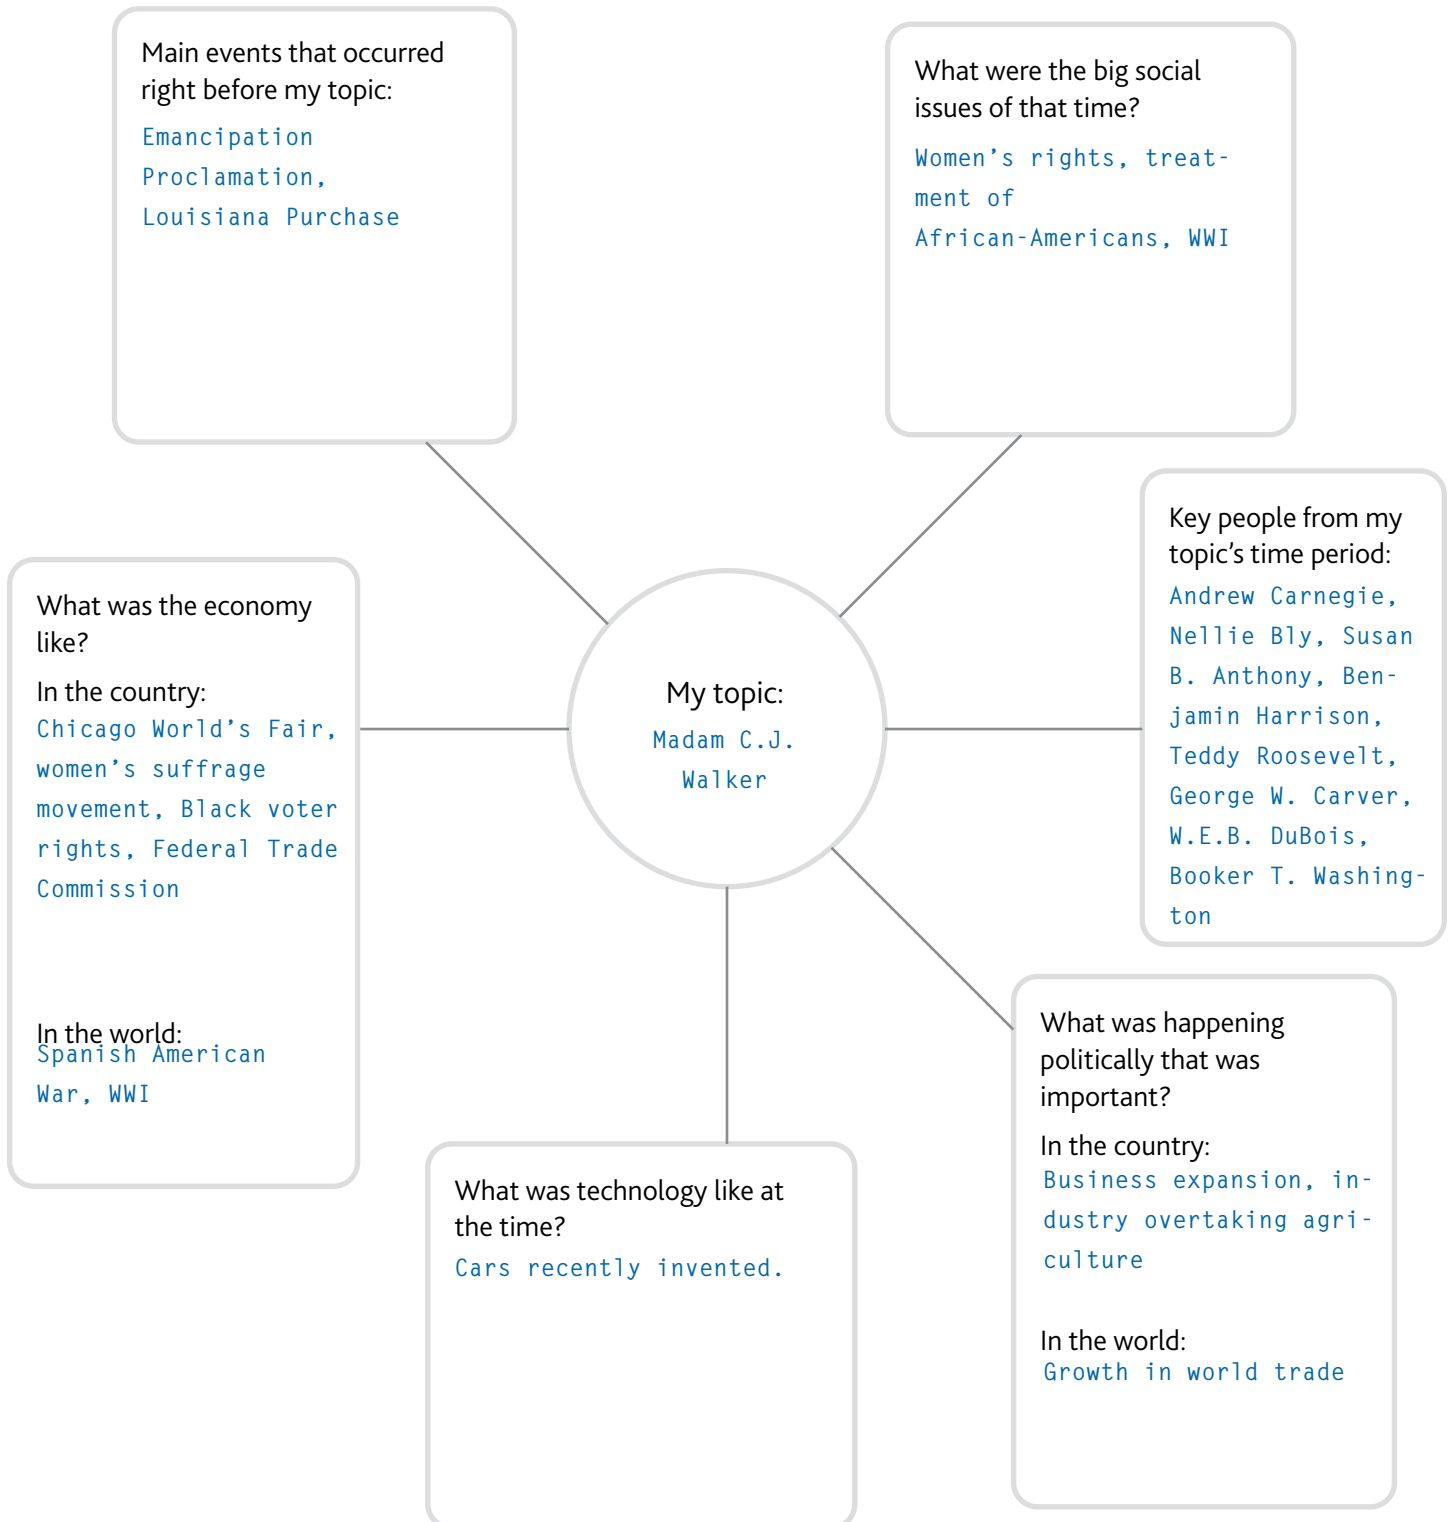 Main events that occurred
right before my topic:
Emancipation
Proclamation,
Louisiana Purchase
What were the big social
issues of that time?
Women's rights, treat-
ment of
African-Americans, WWI
Key people from my
topic's time period:
Andrew Carnegie,
Nellie Bly, Susan
B. Anthony, Ben-
jamin Harrison,
Teddy Roosevelt,
George W. Carver,
W.E.B. DuBois,
Booker T. Washing-
ton
What was the economy
like?
In the country:
Chicago World's Fair,
women's suffrage
movement, Black voter
rights, Federal Trade
Commission
In the world:
Spanish American
War, WWI
My topic:
Madam C.J.
Walker
What was happening
politically that was
important?
In the country:
Business expansion, in-
dustry overtaking agri-
culture
In the world:
Growth in world trade
What was technology like at
the time?
Cars recently invented.